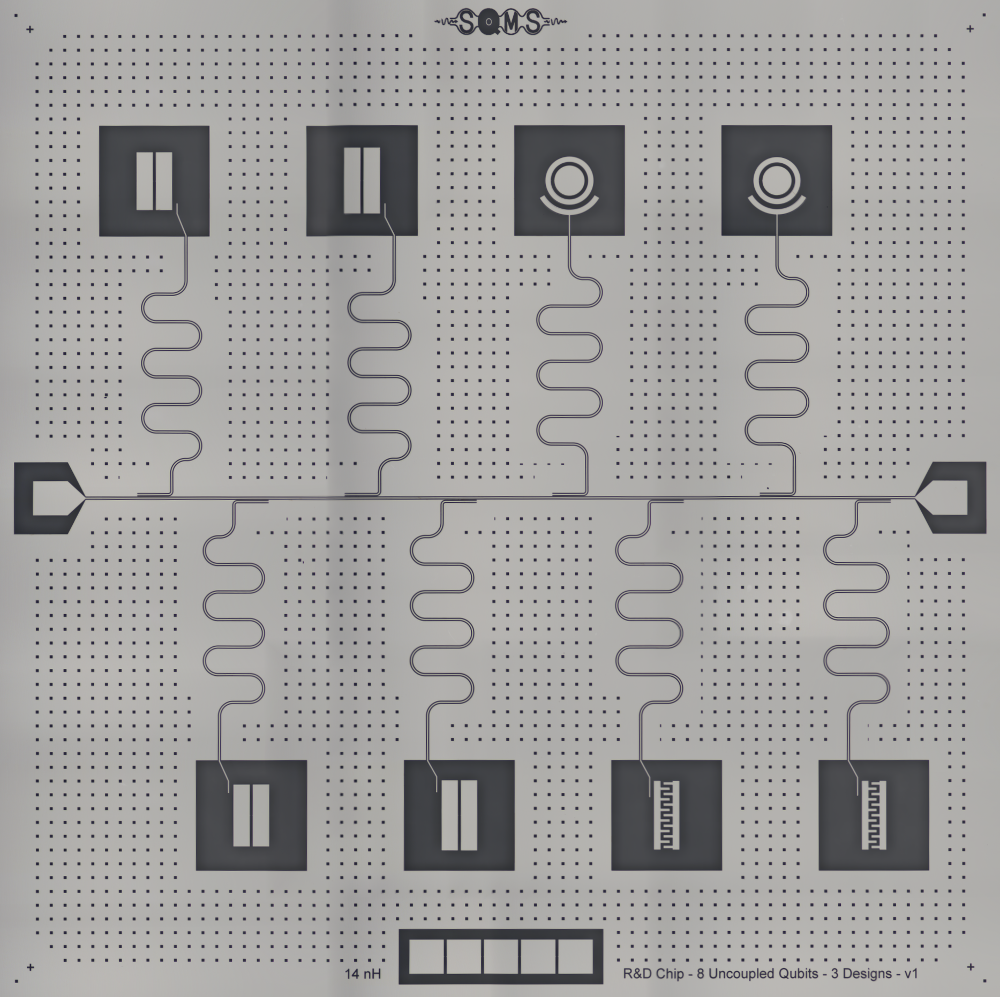 SQMS
14 nH
R&D Chip - 8 Uncoupled Qubits - 3 Designs - v1